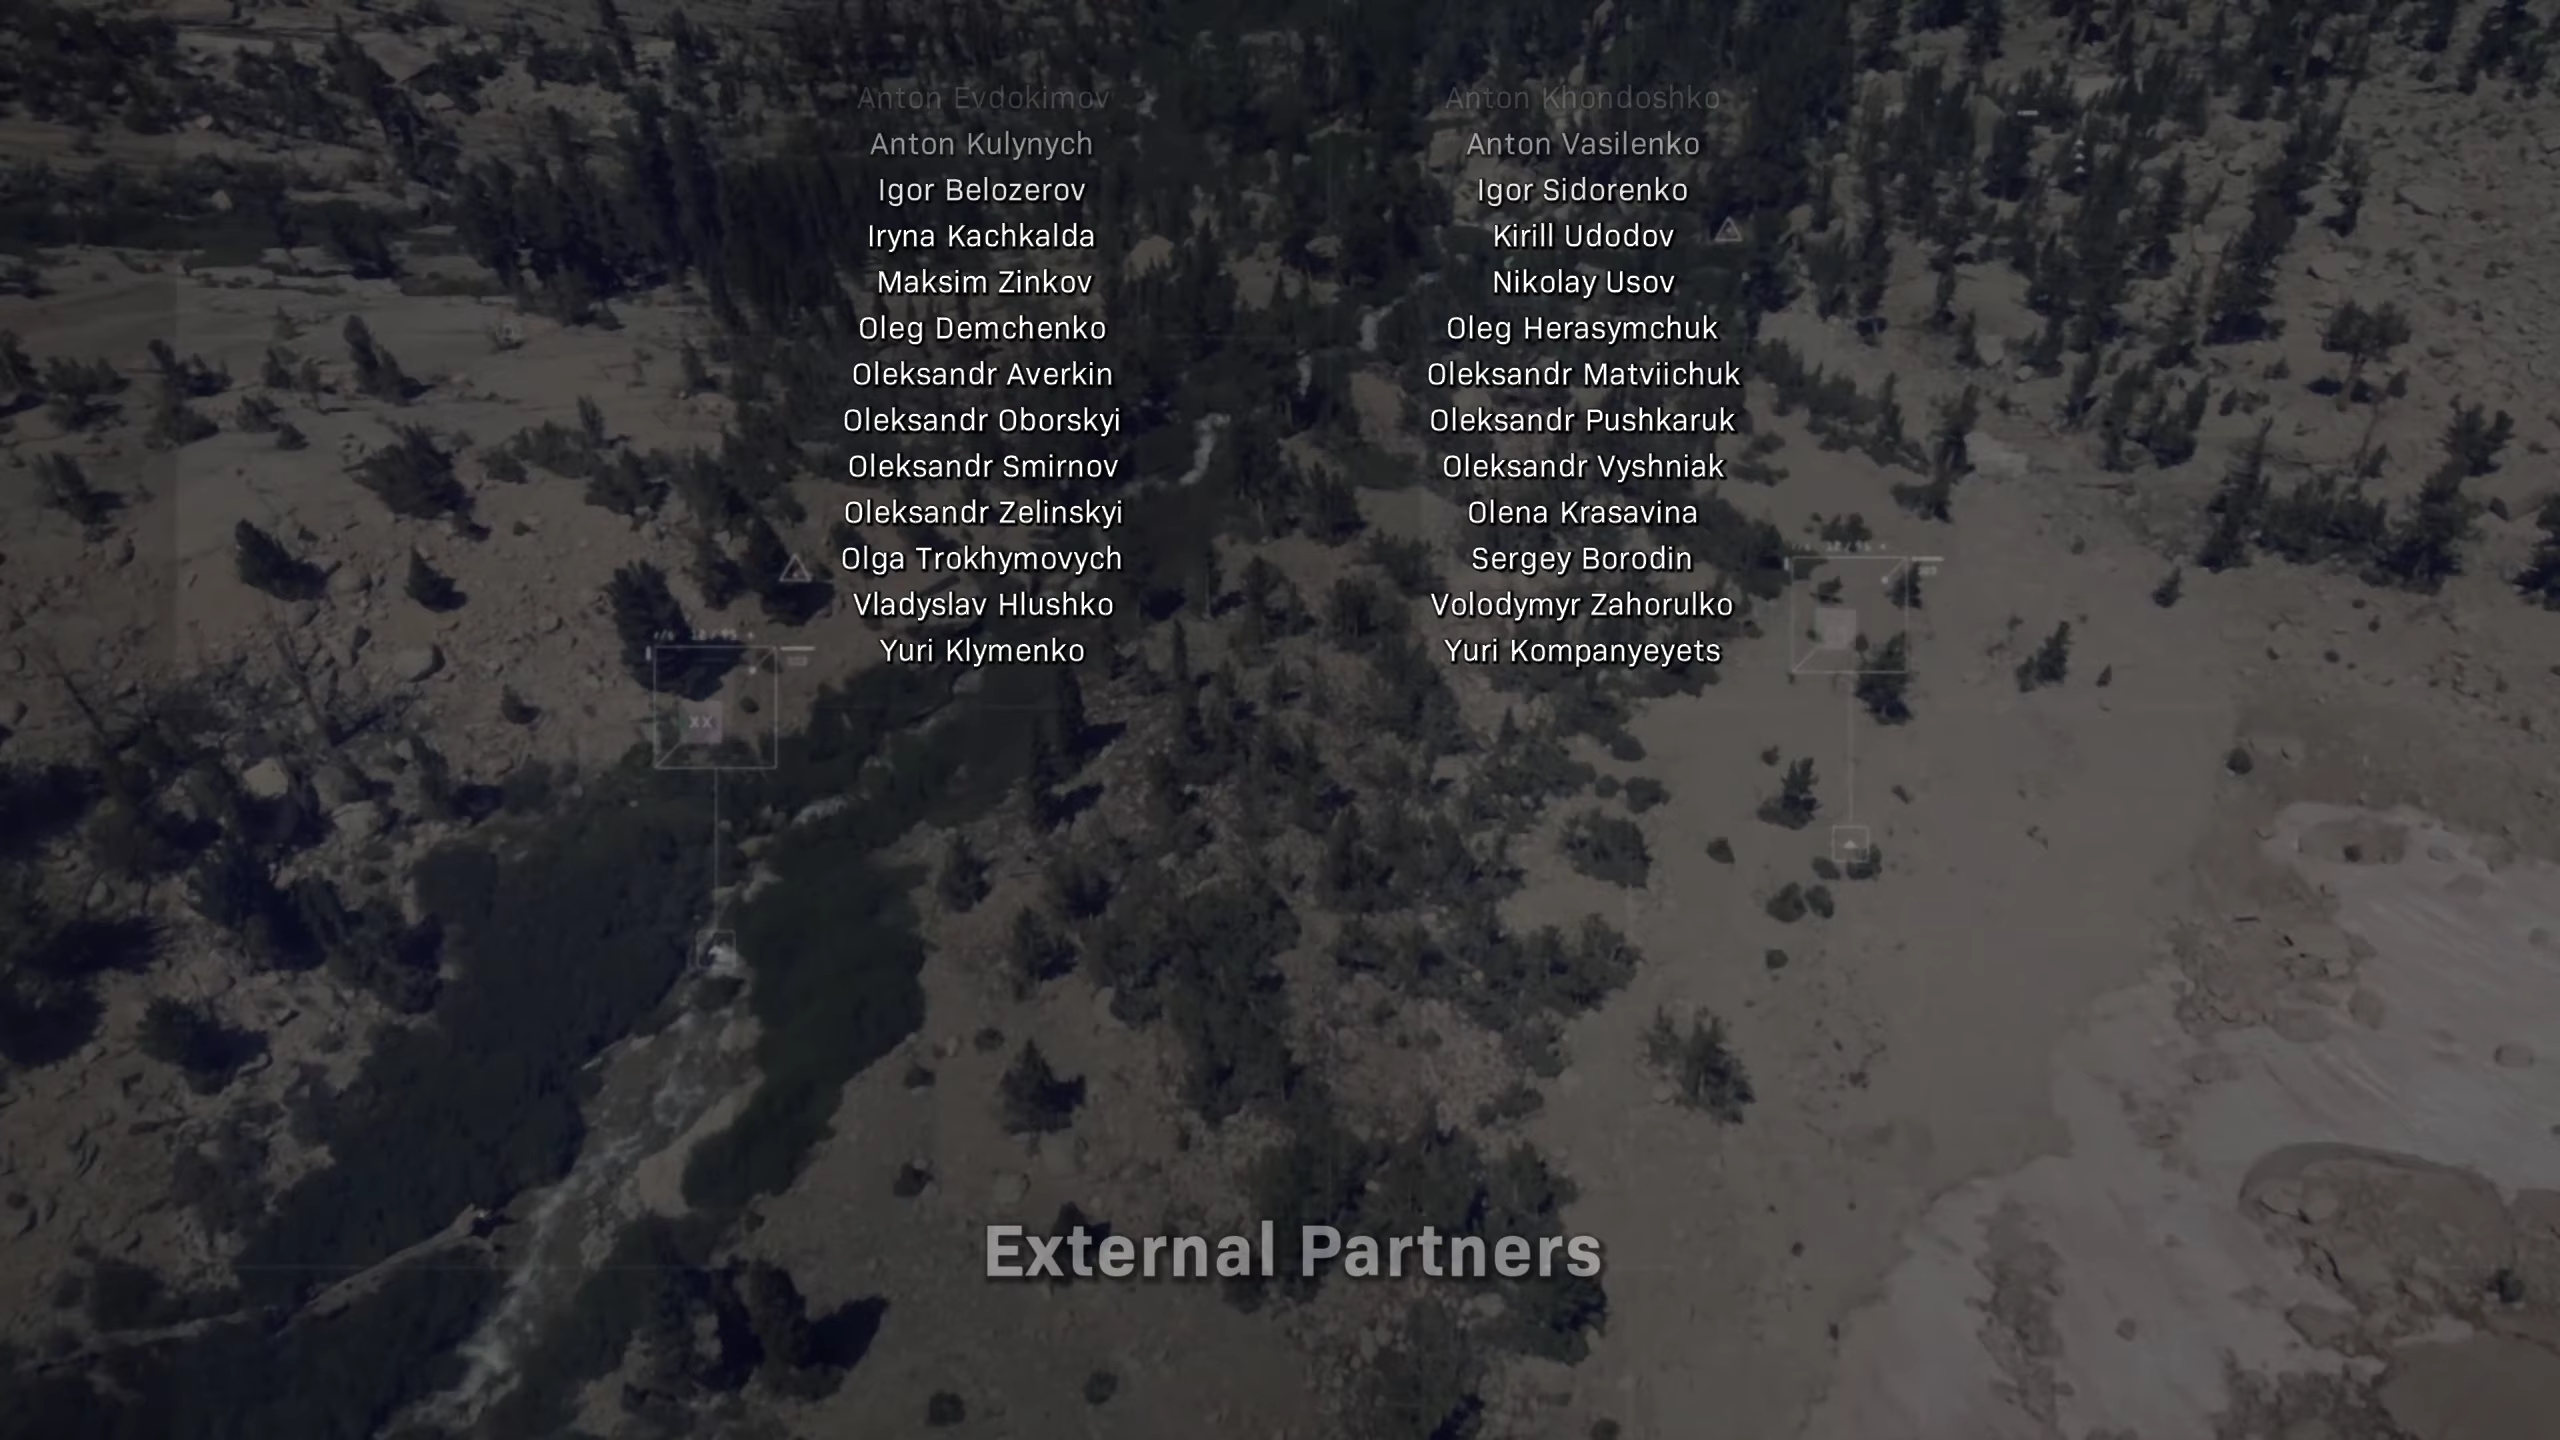 Anton Evdokimov Anton Khondoshko
Anton Kulynych Anton Vasilenko
Igor Belozerov Igor Sidorenko
Iryna Kachkalda Kirill Udodov
Maksim Zinkov Nikolay Usov
Oleg Demchenko Oleg Herasymchuk
Oleksandr Averkin Oleksandr Matviichuk
Oleksandr Oborskyi Oleksandr Pushkaruk
Oleksandr Smirnov Oleksandr Vyshniak
Oleksandr Zelinskyi Olena Krasavina
Olga Trokhymovych Sergey Borodin
Vladyslav Hlushko Volodymyr Zahorulko
Yuri Klymenko Yuri Kompanyeyets
XX
External Partners